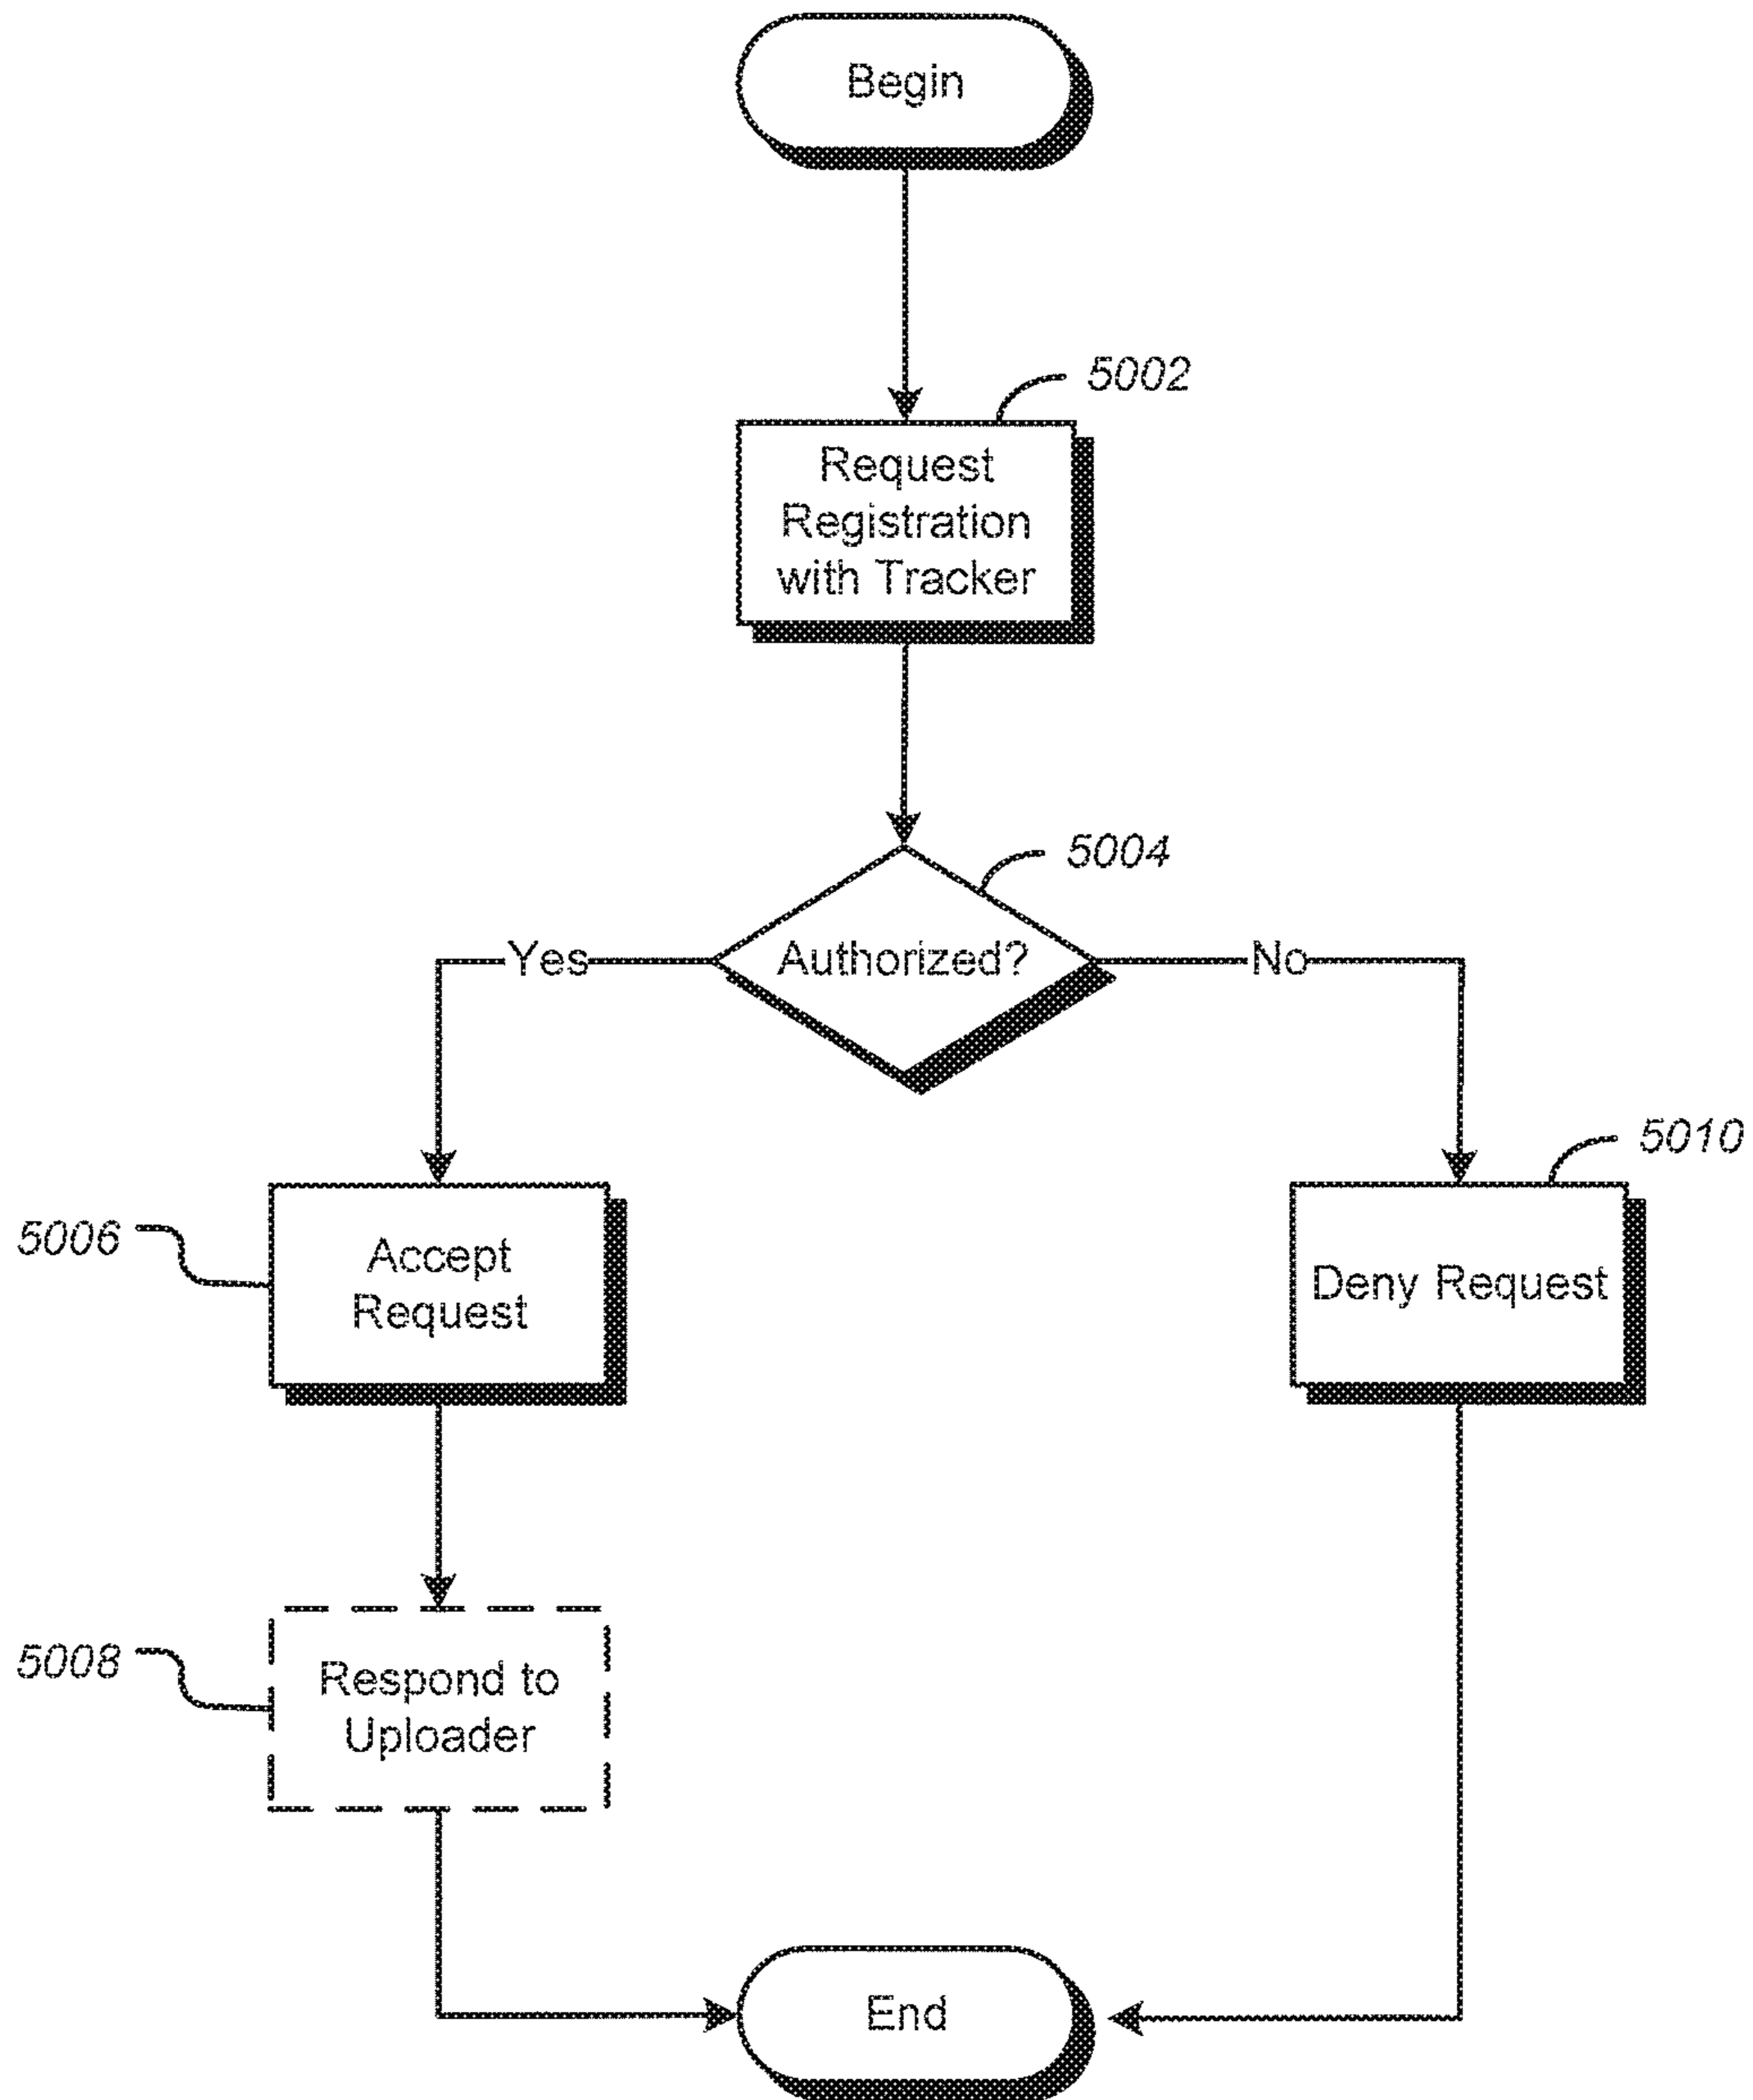 Begin
5002
Request
Registration
with Tracker
5004
Yes
Authorized?
No
5010
5006
Accept
Request
Deny Request
5008
Respond to
Uploader
End